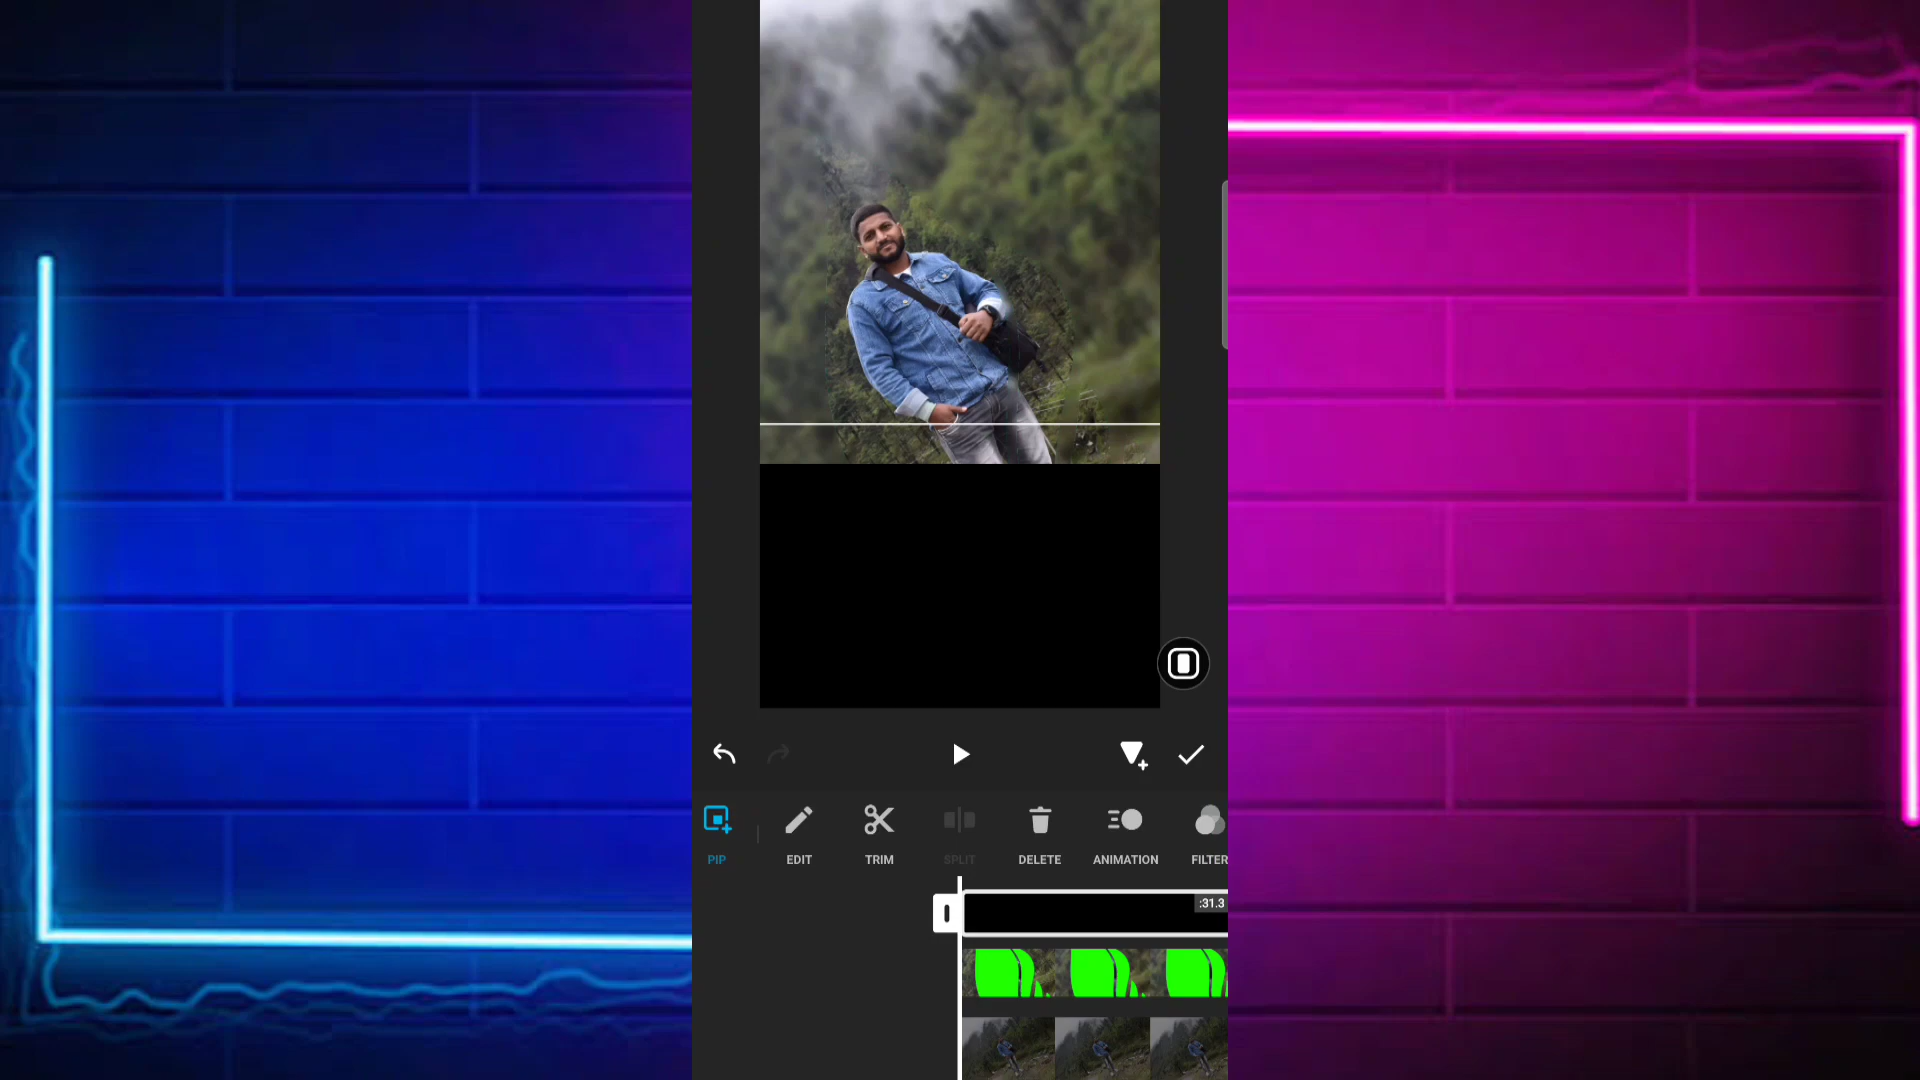 PIP
EDIT
TRIM
SPLIT
DELETE
ANIMATION
FILTER
:31.3